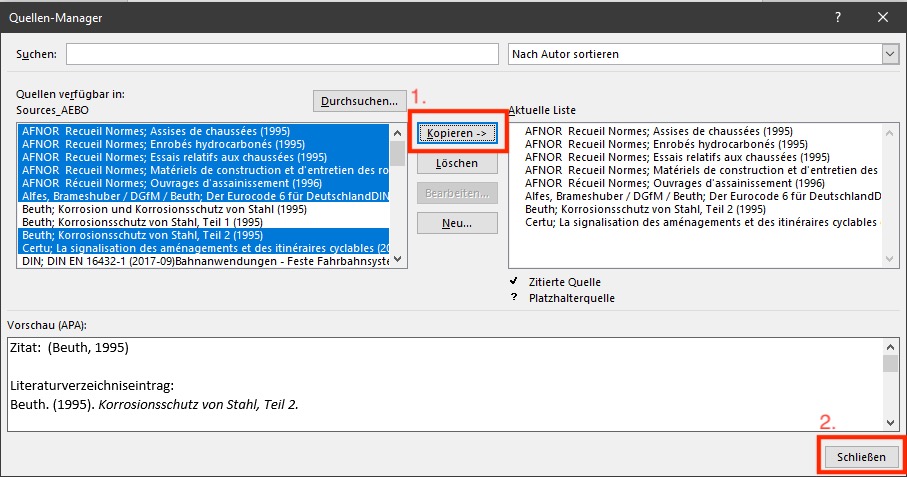 Quellen-Manager
?
Suchen:
Nach Autor sortieren
Quellen verfügbar in:
Sources_AEBO
Durchsuchen...
1.
AFNOR Recueil Normes; Assises de chaussées (1995)
AFNOR Recueil Normes; Enrobés hydrocarbonés (1995)
AFNOR Recueil Normes; Essais relatifs aux chaussées (1995)
AFNOR Recueil Normes; Matériels de construction et d'entretien des ro
AFNOR Recueil Normes; Ouvrages d'assainissement (1996)
Alfes, Brameshuber / DGfM / Beuth; Der Eurocode 6 für DeutschlandDIN
Beuth; Korrosion und Korrosionsschutz von Stahl (1995)
Beuth; Korrosionsschutz von Stahl, Teil 1 (1995)
Beuth; Korrosionsschutz von Stahl, Teil 2 (1995)
Certu; La signalisation des aménagements et des itinéraires cyclables (20
DIN; DIN EN 16432-1 (2017-09)Bahnanwendungen - Feste Fahrbahnsyste
Kopieren ->
Löschen
Bearbeiten...
Neu...
Aktuelle Liste
AFNOR Recueil Normes; Assises de chaussées (1995)
AFNOR Recueil Normes; Enrobés hydrocarbonés (1995)
AFNOR Recueil Normes; Essais relatifs aux chaussées (1995)
AFNOR Recueil Normes; Matériels de construction et d'entretien des
AFNOR Recueil Normes; Ouvrages d'assainissement (1996)
Alfes, Brameshuber / DGfM / Beuth; Der Eurocode 6 für Deutschlan
Beuth; Korrosionsschutz von Stahl, Teil 2 (1995)
Certu; La signalisation des aménagements et des itinéraires cyclables
Zitierte Quelle
? Platzhalterquelle
Vorschau (APA):
Zitat: (Beuth, 1995)
Literaturverzeichniseintrag:
Beuth. (1995). Korrosionsschutz von Stahl, Teil 2.
2.
Schließen